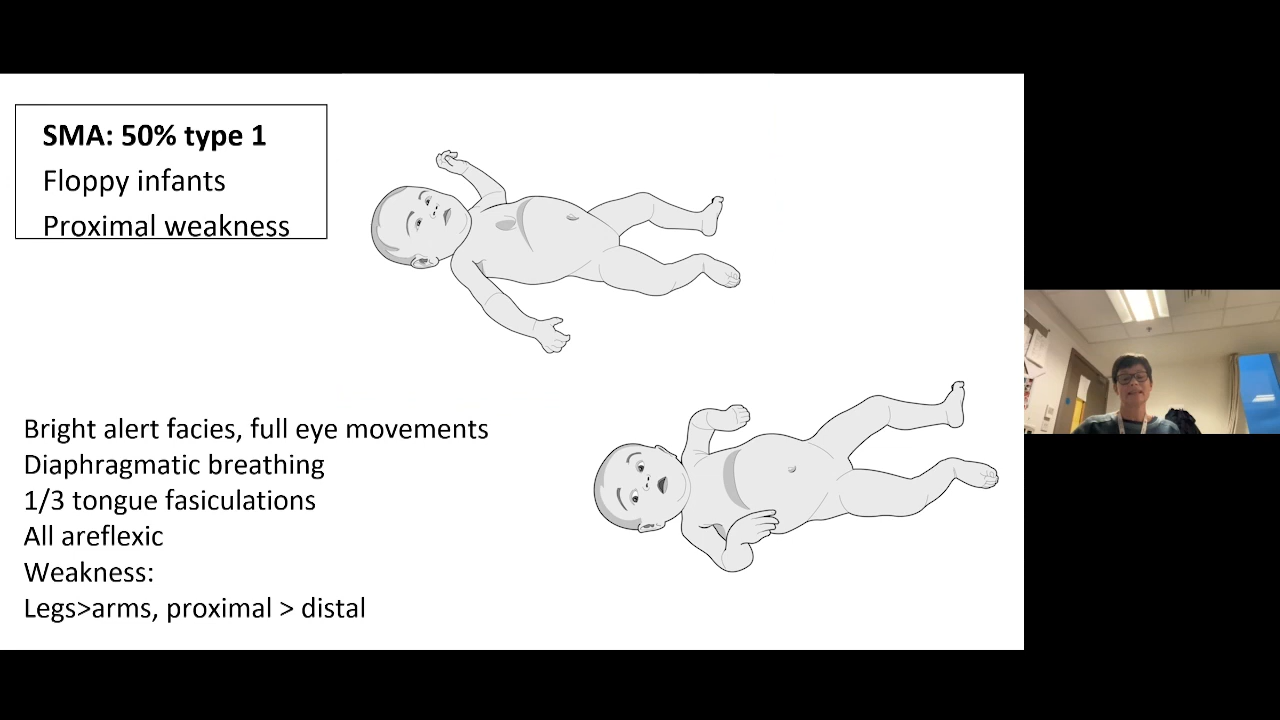 SMA: 50% type 1
Floppy infants
Proximal weakness
Bright alert facies, full eye movements
Diaphragmatic breathing
1/3 tongue fasiculations
All areflexic
Weakness:
Legs>arms, proximal > distal